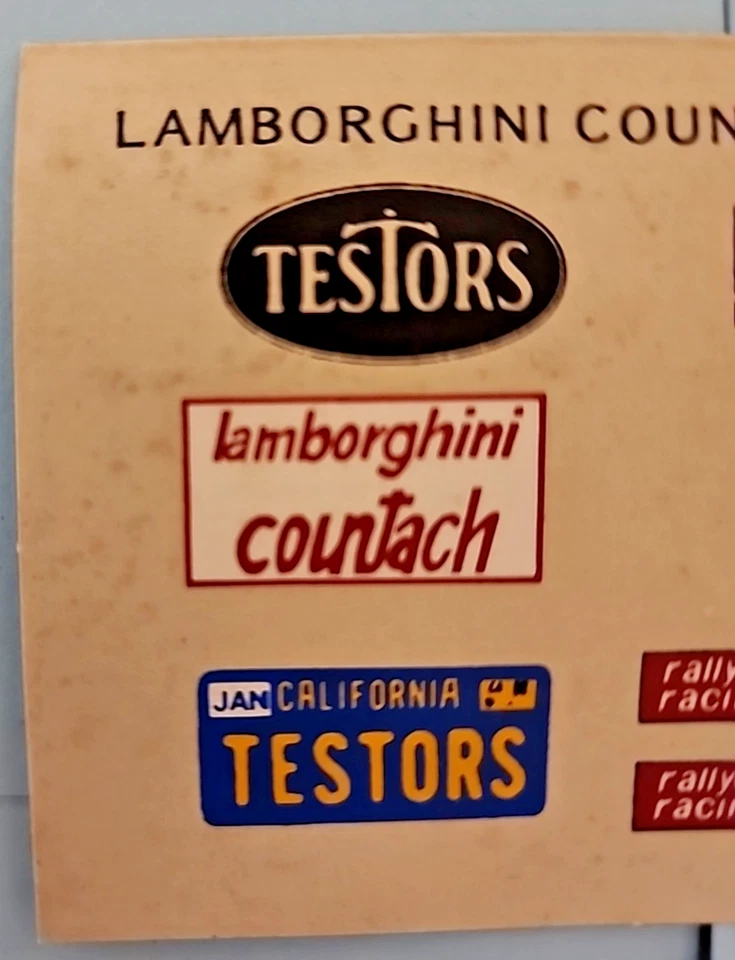 LAMBORGHINI COUN
TESTORS
lamborghini
countach
JAN CALIFORNIA
TESTORS
rally
raci
rally
raci